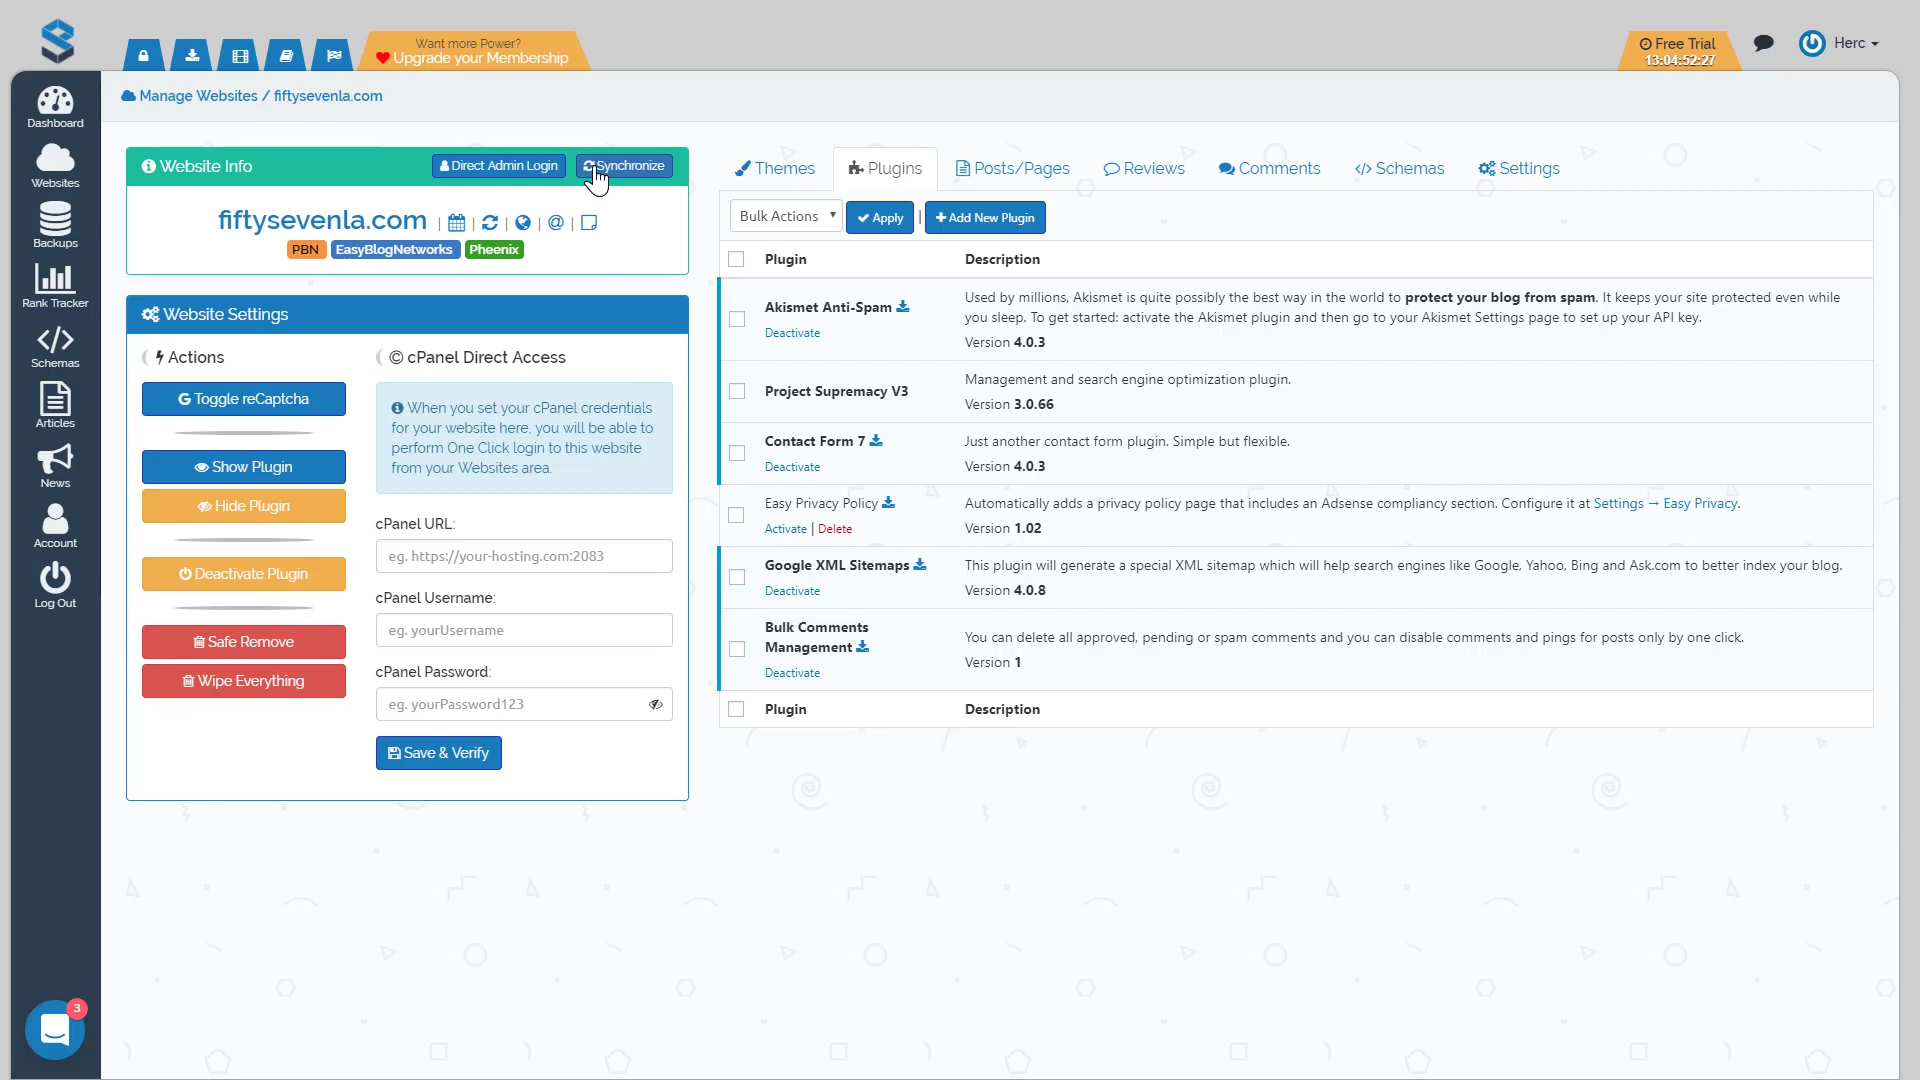 Want more Power?
Upgrade your Membership
Free Trial
13:04:52:27
Herc
Dashboard
Websites
Backups
Rank Tracker
Schemas
Articles
News
Account
Log Out
3
Manage Websites / fiftysevenla.com
Website Info
Direct Admin Login
Synchronize
fiftysevenla.com | | | | @ |
PBN EasyBlogNetworks Pheenix
Website Settings
Actions
Toggle reCaptcha
Show Plugin
Hide Plugin
Deactivate Plugin
Safe Remove
Wipe Everything
cPanel Direct Access
When you set your cPanel credentials
for your website here, you will be able to
perform One Click login to this website
from your Websites area.
cPanel URL:
eg. https://your-hosting.com:2083
cPanel Username:
eg. yourUsername
cPanel Password:
eg. yourPassword123
Save & Verify
Themes
Plugins
Posts/Pages
Reviews
Comments
Schemas
Settings
Bulk Actions
Apply
|
Add New Plugin
Plugin Description
Akismet Anti-Spam
Deactivate
Used by millions, Akismet is quite possibly the best way in the world to protect your blog from spam. It keeps your site protected even while
you sleep. To get started: activate the Akismet plugin and then go to your Akismet Settings page to set up your API key.
Version 4.0.3
Project Supremacy V3
Management and search engine optimization plugin.
Version 3.0.66
Contact Form 7
Deactivate
Just another contact form plugin. Simple but flexible.
Version 4.0.3
Easy Privacy Policy
Activate | Delete
Automatically adds a privacy policy page that includes an Adsense compliancy section. Configure it at Settings → Easy Privacy.
Version 1.02
Google XML Sitemaps
Deactivate
This plugin will generate a special XML sitemap which will help search engines like Google, Yahoo, Bing and Ask.com to better index your blog.
Version 4.0.8
Bulk Comments
Management
Deactivate
You can delete all approved, pending or spam comments and you can disable comments and pings for posts only by one click.
Version 1
Plugin Description